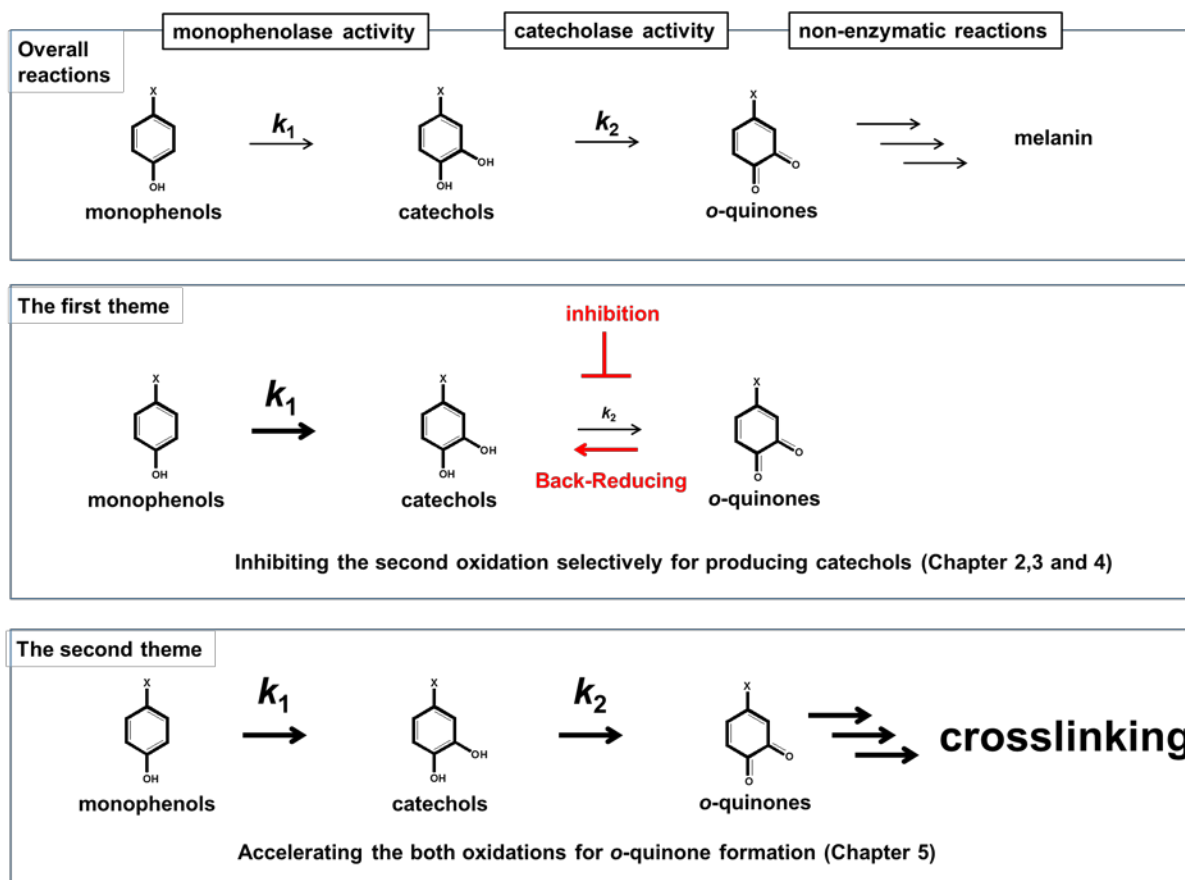 monophenolase activity
catecholase activity
non-enzymatic reactions
Overall
reactions
X
OH
monophenols
k1
X
OH
OH
catechols
k2
X
O
O
o-quinones
melanin
The first theme
inhibition
X
OH
monophenols
k1
X
OH
OH
catechols
k2
Back-Reducing
X
O
O
o-quinones
Inhibiting the second oxidation selectively for producing catechols (Chapter 2,3 and 4)
The second theme
X
OH
monophenols
k1
X
OH
OH
catechols
k2
X
O
O
o-quinones
crosslinking
Accelerating the both oxidations for o-quinone formation (Chapter 5)